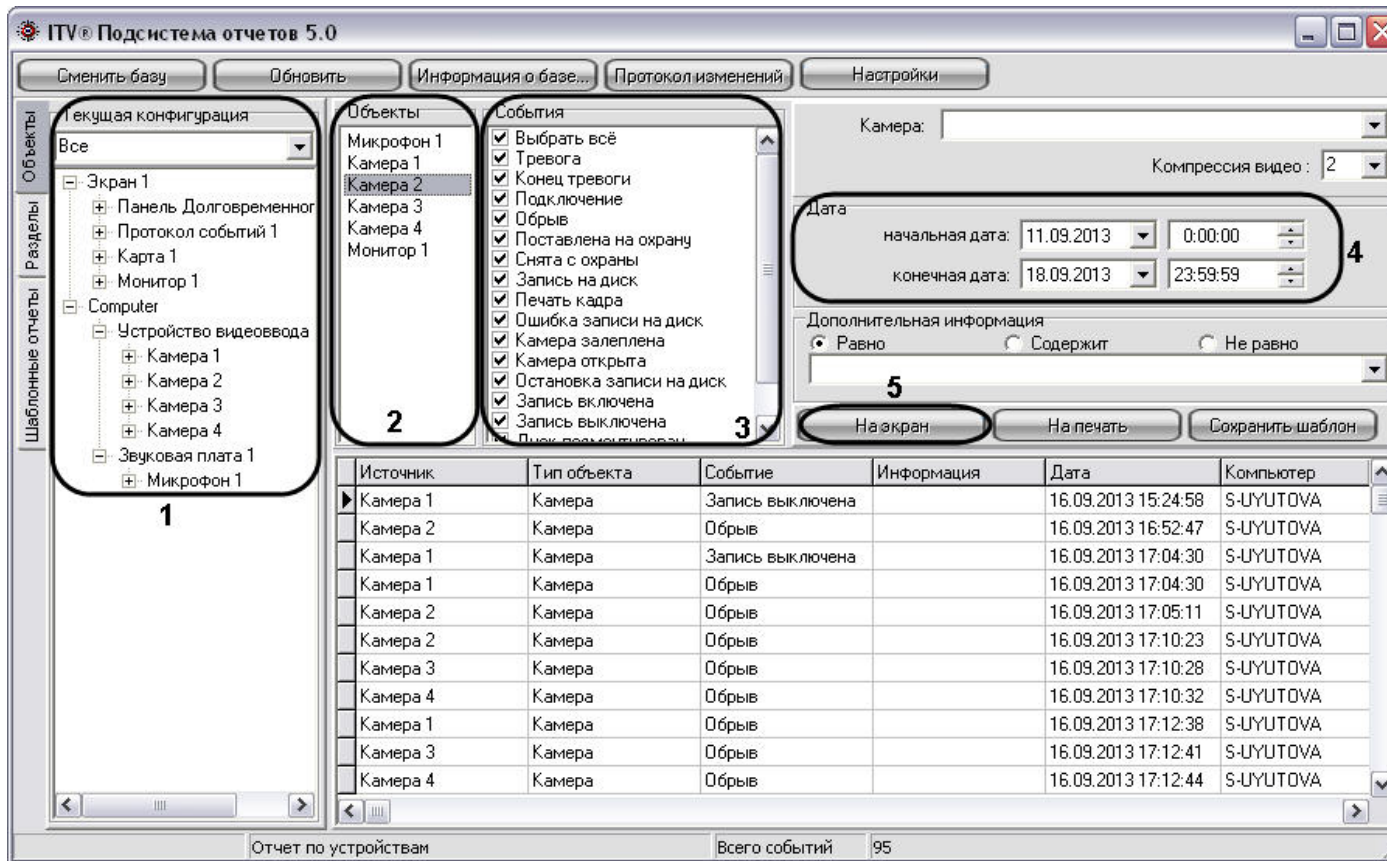 ITV® Подсистема отчетов 5.0
Сменить базу Обновить Информация о базе... Протокол изменений Настройки
Объекты
Разделы
Шаблонные отчеты
Текущая конфигурация
Все
Экран 1
Панель Долговременног
Протокол событий 1
Карта 1
Монитор 1
Computer
Устройство видеоввода
Камера 1
Камера 2
Камера 3
Камера 4
Звуковая плата 1
Микрофон 1
1
Объекты
Микрофон 1
Камера 1
Камера 2
Камера 3
Камера 4
Монитор 1
2
События
Выбрать всё
Тревога
Конец тревоги
Подключение
Обрыв
Поставлена на охрану
Снята с охраны
Запись на диск
Печать кадра
Ошибка записи на диск
Камера залеплена
Камера открыта
Остановка записи на диск
Запись включена
Запись выключена
3
Камера:
Компрессия видео : 2
Дата
начальная дата: 11.09.2013 0:00:00
конечная дата: 18.09.2013 23:59:59
4
Дополнительная информация
Равно Содержит Не равно
5
На экран На печать Сохранить шаблон
Источник Тип объекта Событие Информация Дата Компьютер
Камера 1 Камера Запись выключена 16.09.2013 15:24:58 S-UYUTOVA
Камера 2 Камера Обрыв 16.09.2013 16:52:47 S-UYUTOVA
Камера 1 Камера Запись выключена 16.09.2013 17:04:30 S-UYUTOVA
Камера 1 Камера Обрыв 16.09.2013 17:04:30 S-UYUTOVA
Камера 2 Камера Обрыв 16.09.2013 17:05:11 S-UYUTOVA
Камера 2 Камера Обрыв 16.09.2013 17:10:23 S-UYUTOVA
Камера 3 Камера Обрыв 16.09.2013 17:10:28 S-UYUTOVA
Камера 4 Камера Обрыв 16.09.2013 17:10:32 S-UYUTOVA
Камера 1 Камера Обрыв 16.09.2013 17:12:38 S-UYUTOVA
Камера 3 Камера Обрыв 16.09.2013 17:12:41 S-UYUTOVA
Камера 4 Камера Обрыв 16.09.2013 17:12:44 S-UYUTOVA
Отчет по устройствам Всего событий 95